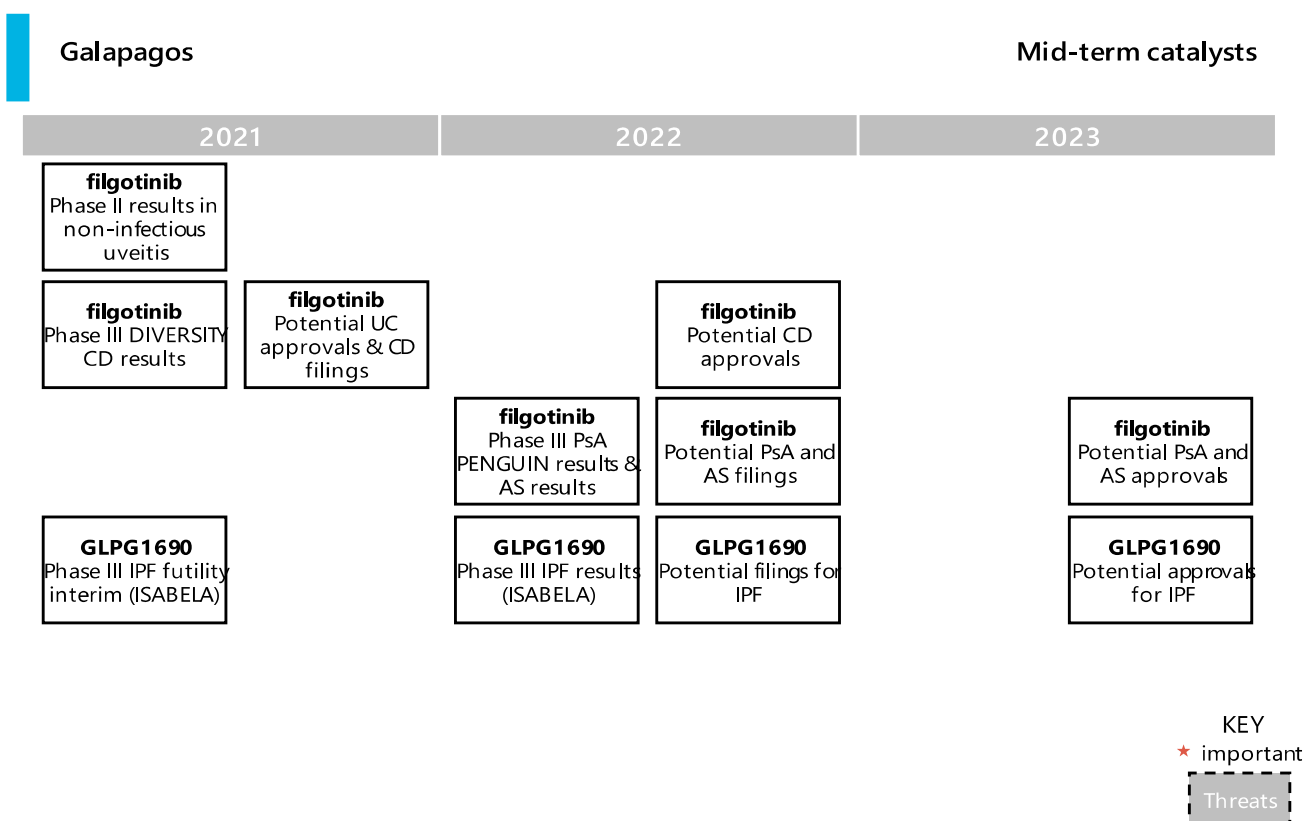 Galapagos
Mid-term catalysts
2021
2022
2023
filgotinib
Phase II results in
non-infectious
uveitis
filgotinib
Phase III DIVERSITY
CD results
filgotinib
Potential UC
approvals & CD
filings
filgotinib
Potential CD
approvals
filgotinib
Phase III PsA
PENGUIN results &
AS results
filgotinib
Potential PsA and
AS filings
filgotinib
Potential PsA and
AS approvals
GLPG1690
Phase III IPF futility
interim (ISABELA)
GLPG1690
Phase III IPF results
(ISABELA)
GLPG1690
Potential filings for
IPF
GLPG1690
Potential approvals
for IPF
KEY
★ important
Threats